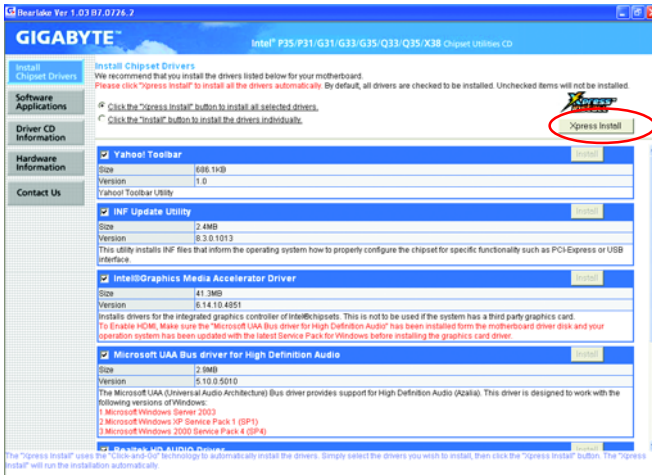 Bearlake Ver 1.03 B7.0726.2
GIGABYTE™
Intel® P35/P31/G31/G33/G35/Q33/Q35/X38 Chipset Utilities CD
Install
Chipset Drivers
Software
Applications
Driver CD
Information
Hardware
Information
Contact Us
Install Chipset Drivers
We recommend that you install the drivers listed below for your motherboard.
Please click "Xpress Install" to install all the drivers automatically. By default, all drivers are checked to be installed. Unchecked items will not be installed.
Click the "Xpress Install" button to install all selected drivers.
Click the "Install" button to install the drivers individually.
Xpress
Install
Xpress Install
Yahoo! Toolbar
Install
Size 686.1KB
Version 1.0
Yahoo! Toolbar Utility
INF Update Utility
Install
Size 2.4MB
Version 8.3.0.1013
This utility installs INF files that inform the operating system how to properly configure the chipset for specific functionality such as PCI-Express or USB
interface.
Intel®Graphics Media Accelerator Driver
Install
Size 41.3MB
Version 6.14.10.4851
Installs drivers for the integrated graphics controller of Intel®chipsets. This is not to be used if the system has a third party graphics card.
To Enable HDMI, Make sure the "Microsoft UAA Bus driver for High Definition Audio" has been installed form the motherboard driver disk and your
operation system has been updated with the latest Service Pack for Windows before installing the graphics card driver.
Microsoft UAA Bus driver for High Definition Audio
Install
Size 2.9MB
Version 5.10.0.5010
The Microsoft UAA (Universal Audio Architecture) Bus driver provides support for High Definition Audio (Azalia). This driver is designed to work with the
following versions of Windows:
1.Microsoft Windows Server 2003
2.Microsoft Windows XP Service Pack 1 (SP1)
3.Microsoft Windows 2000 Service Pack 4 (SP4)
Realtek HD AUDIO Driver
Install
The "Xpress Install" uses the "Click-and-Go" technology to automatically install the drivers. Simply select the drivers you wish to install, then click the "Xpress Install" button. The "Xpress
Install" will run the installation automatically.